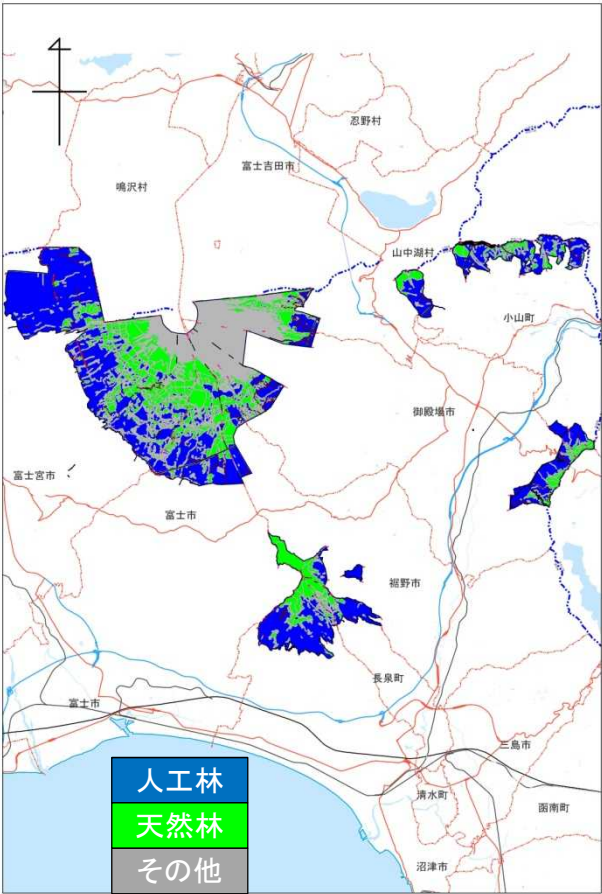 忍野村
富士吉田市
鳴沢村
山中湖村
小山町
御殿場市
富士宮市
富士市
裾野市
長泉町
富士市
三島市
清水町
函南町
沼津市
人工林
天然林
その他